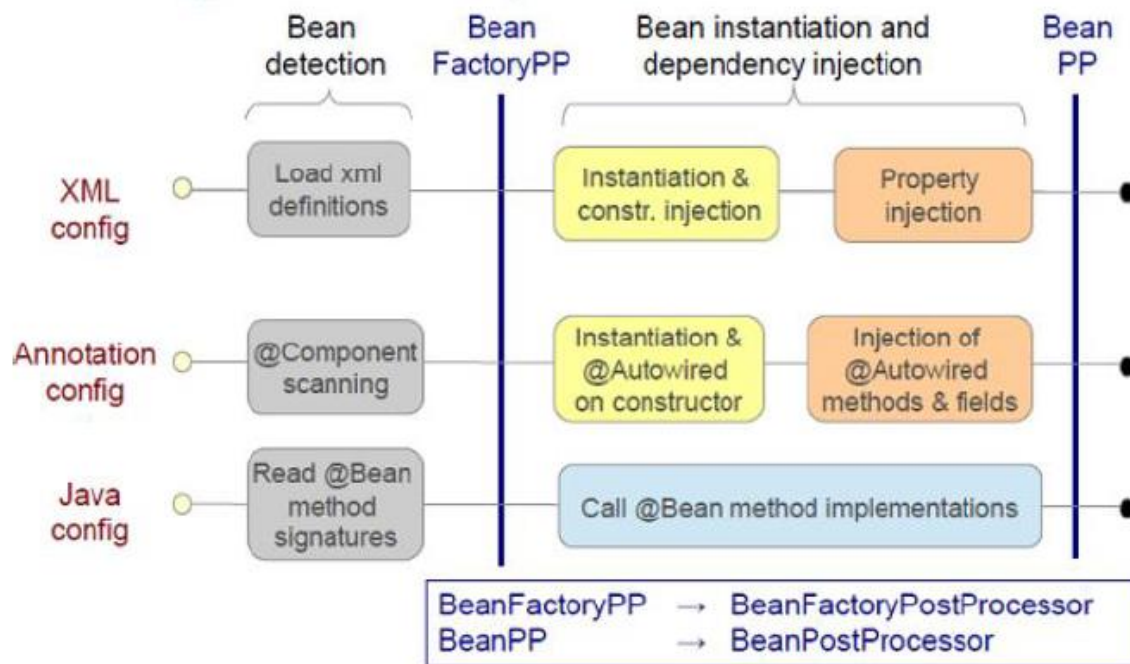 Bean
detection
Bean
FactoryPP
Bean instantiation and
dependency injection
Bean
PP
XML
config
Load xml
definitions
Instantiation &
constr. injection
Property
injection
Annotation
config
@Component
scanning
Instantiation &
@Autowired
on constructor
Injection of
@Autowired
methods & fields
Java
config
Read @Bean
method
signatures
Call @Bean method implementations
BeanFactoryPP → BeanFactoryPostProcessor
BeanPP → BeanPostProcessor